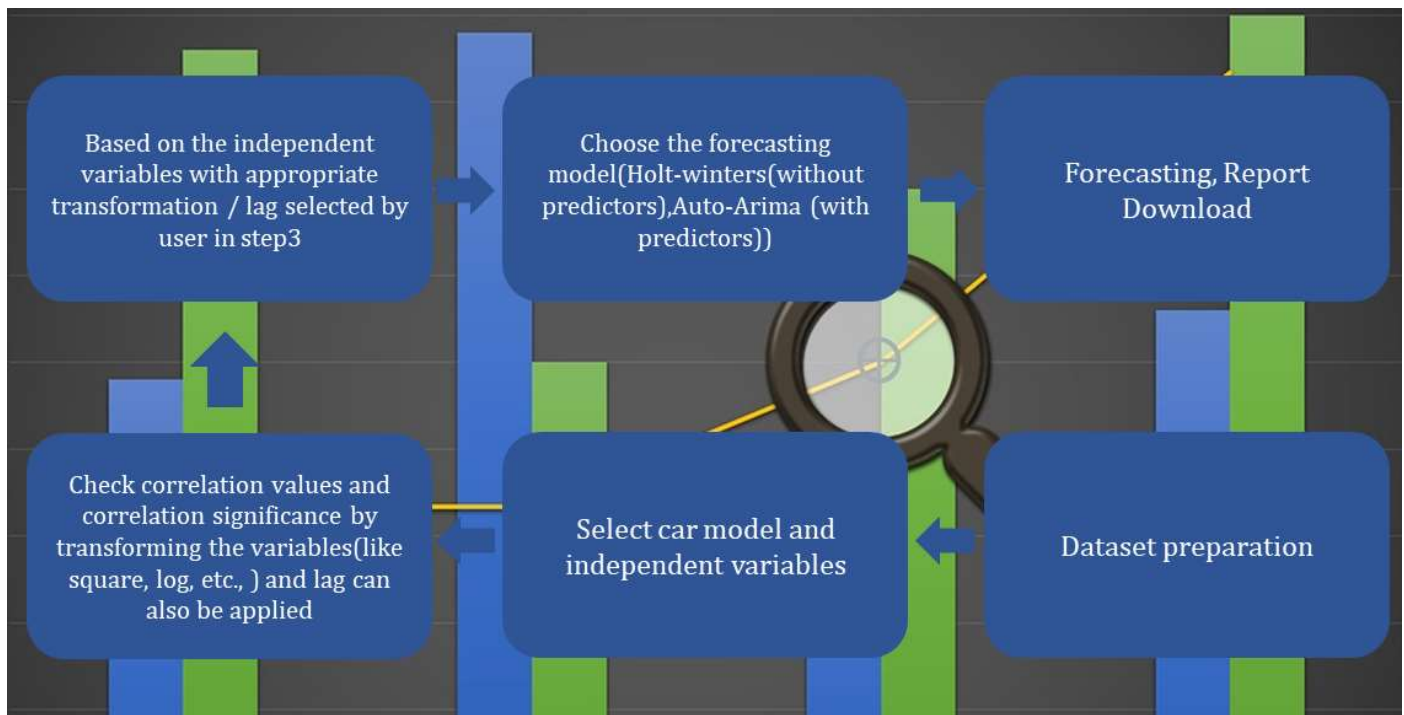 Based on the independent
variables with appropriate
transformation / lag selected by
user in step3
Choose the forecasting
model(Holt-winters(without
predictors),Auto-Arima (with
predictors))
Forecasting, Report
Download
Check correlation values and
correlation significance by
transforming the variables(like
square, log, etc., ) and lag can
also be applied
Select car model and
independent variables
Dataset preparation